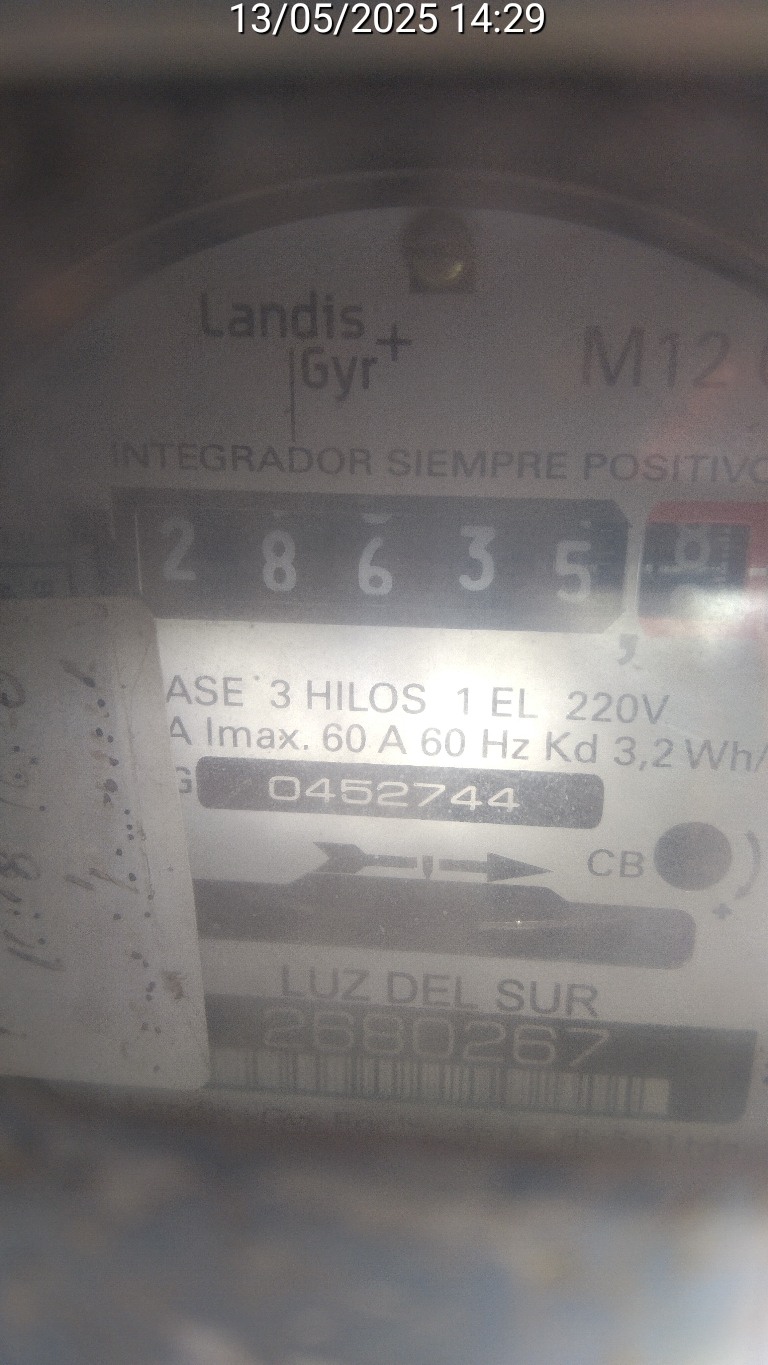 13/05/2025 14:29
Landis
Gyr+
M12
INTEGRADOR SIEMPRE POSITIVO
2 8 6 3 5 , 8
ASE 3 HILOS 1 EL 220V
A Imax. 60 A 60 Hz Kd 3,2 Wh/
G 0452744
CB
+
LUZ DEL SUR
2680267